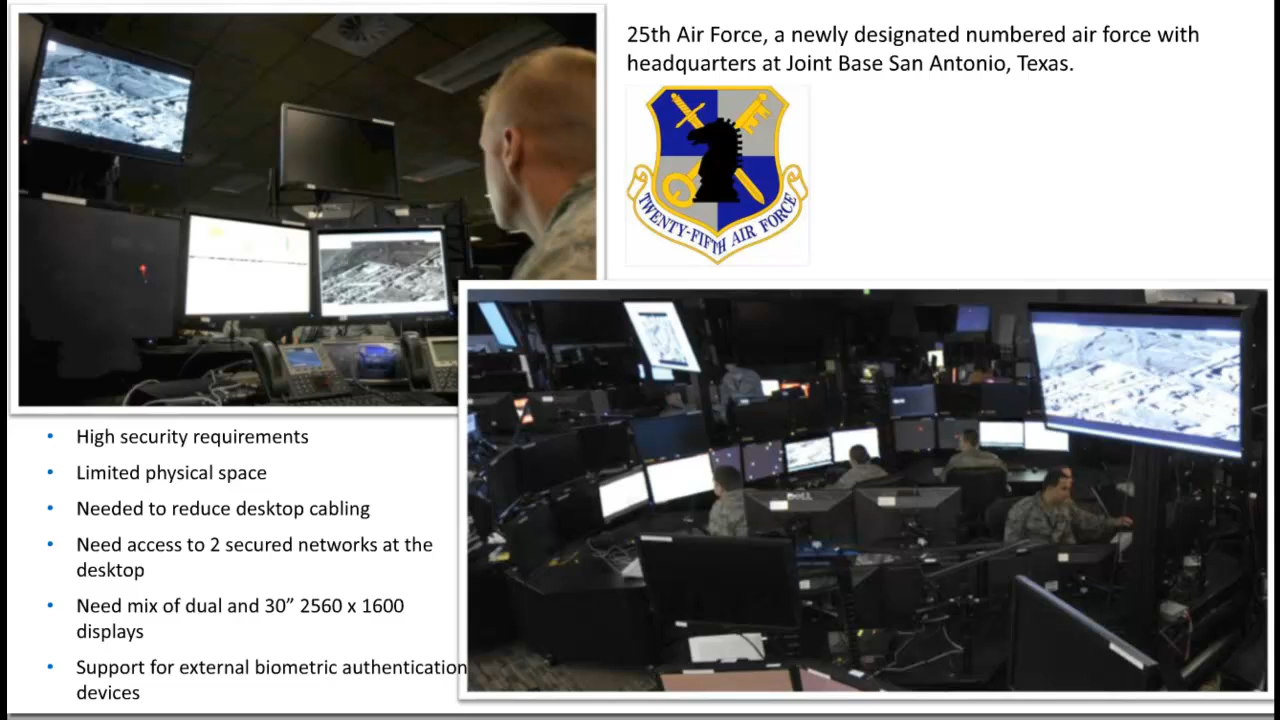 25th Air Force, a newly designated numbered air force with
headquarters at Joint Base San Antonio, Texas.
TWENTY-FIFTH AIR FORCE
• High security requirements
• Limited physical space
• Needed to reduce desktop cabling
• Need access to 2 secured networks at the
desktop
• Need mix of dual and 30” 2560 x 1600
displays
• Support for external biometric authentication
devices
DELL